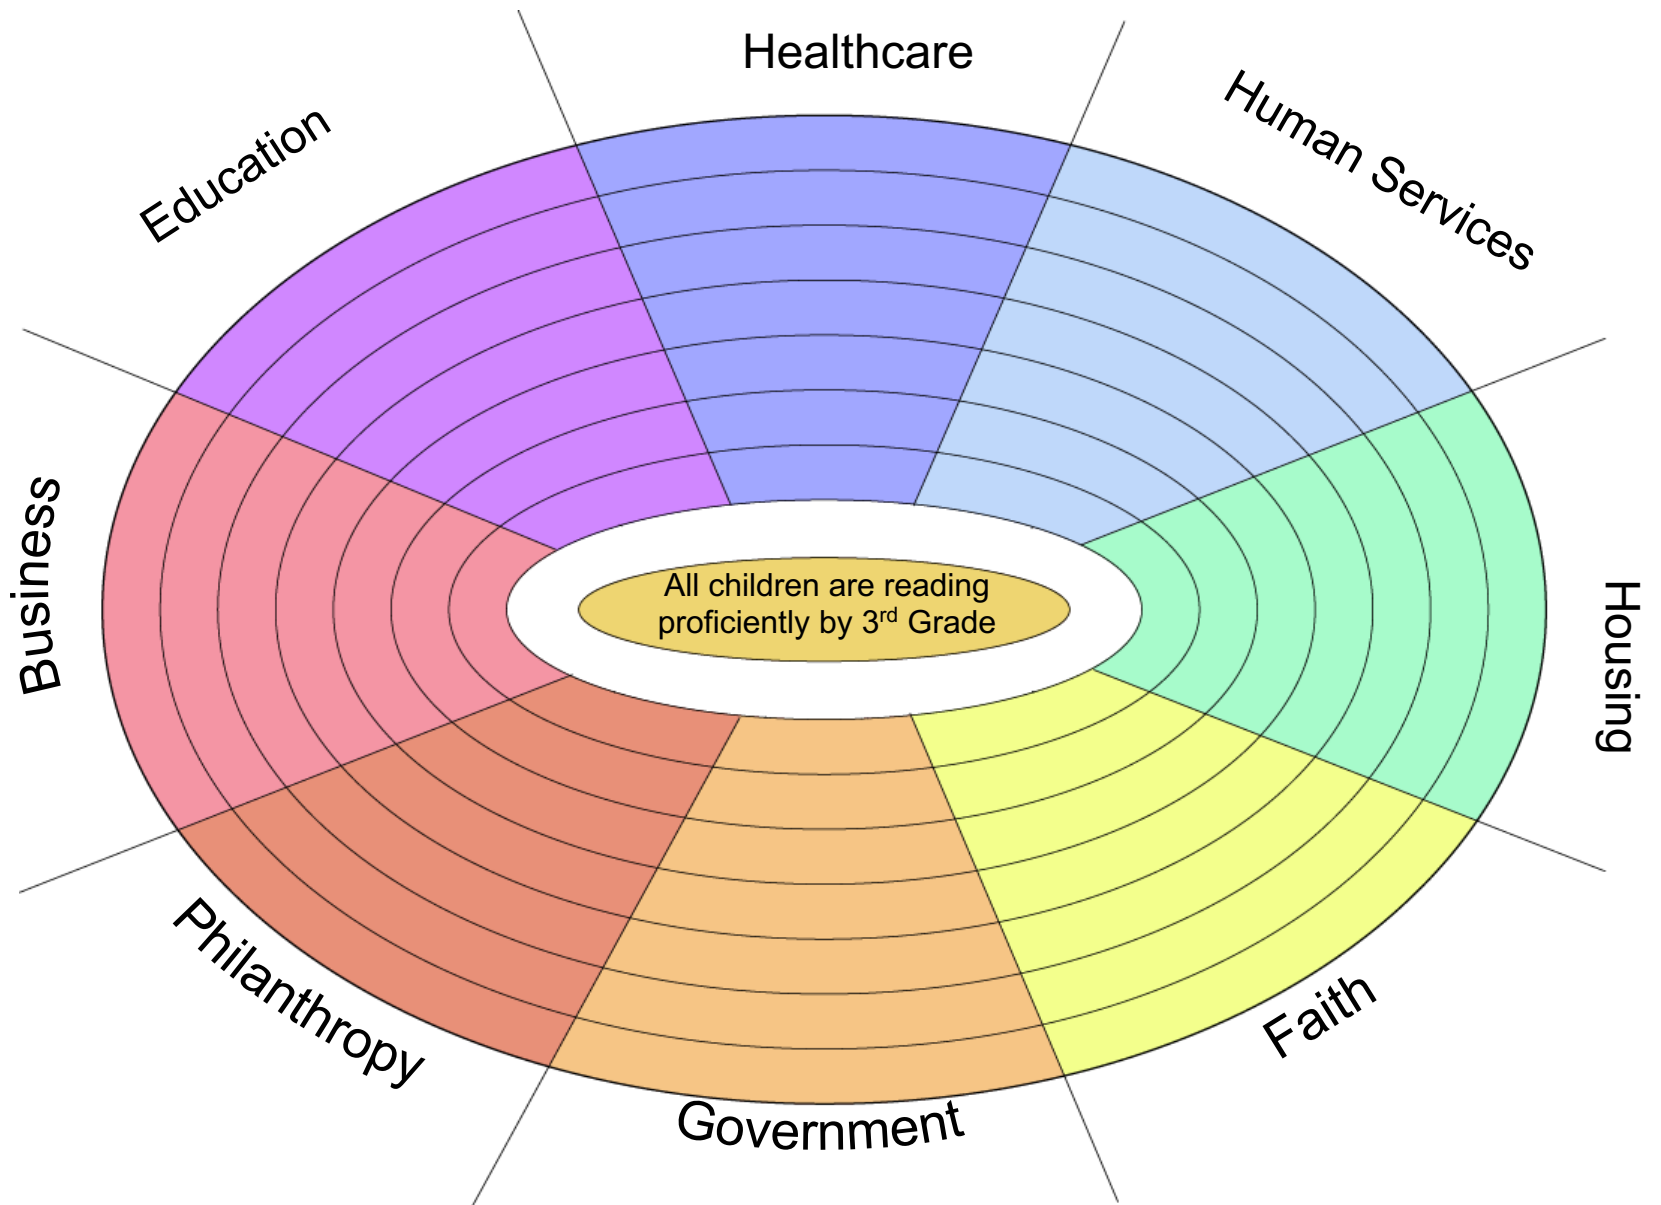 Healthcare
Human Services
Education
Business
All children are reading
proficiently by 3rd Grade
Housing
Philanthropy
Government
Faith